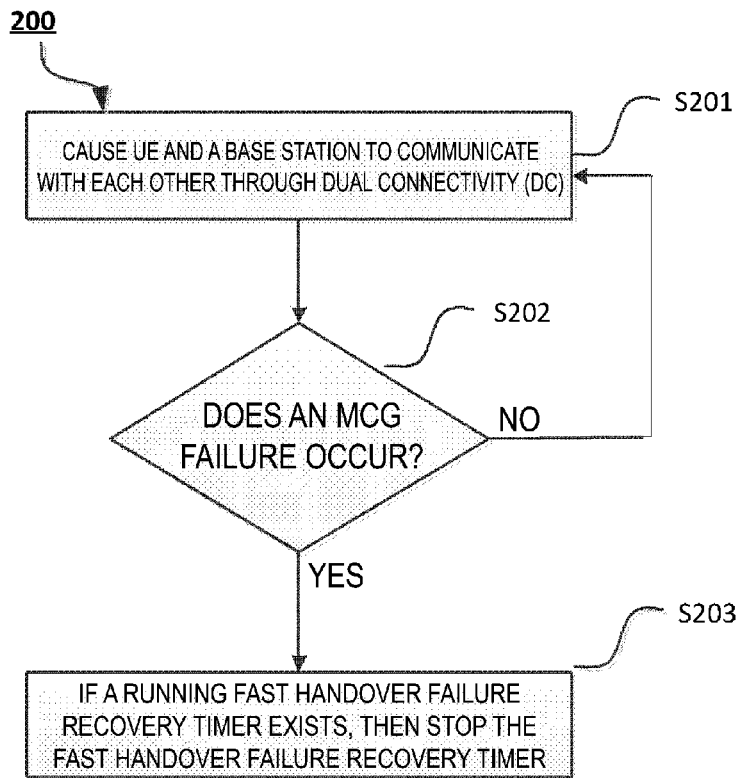 200
S201
CAUSE UE AND A BASE STATION TO COMMUNICATE
WITH EACH OTHER THROUGH DUAL CONNECTIVITY (DC)
S202
DOES AN MCG
FAILURE OCCUR?
NO
YES
S203
IF A RUNNING FAST HANDOVER FAILURE
RECOVERY TIMER EXISTS, THEN STOP THE
FAST HANDOVER FAILURE RECOVERY TIMER